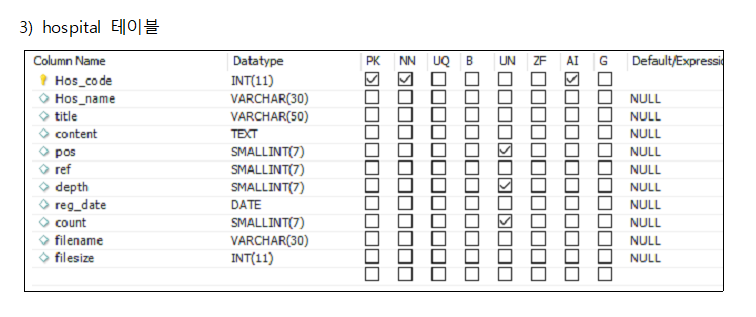 3) hospital 테이블
Column Name Datatype PK NN UQ B UN ZF AI G Default/Expressio
Hos_code INT(11)
Hos_name VARCHAR(30) NULL
title VARCHAR(50) NULL
content TEXT NULL
pos SMALLINT(7) NULL
ref SMALLINT(7) NULL
depth SMALLINT(7) NULL
reg_date DATE NULL
count SMALLINT(7) NULL
filename VARCHAR(30) NULL
filesize INT(11) NULL